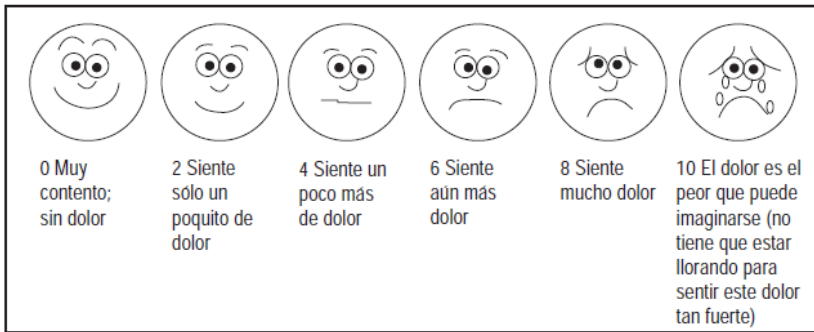 0 Muy
contento;
sin dolor
2 Siente
sólo un
poquito de
dolor
4 Siente un
poco más
de dolor
6 Siente
aún más
dolor
8 Siente
mucho dolor
10 El dolor es el
peor que puede
imaginarse (no
tiene que estar
llorando para
sentir este dolor
tan fuerte)